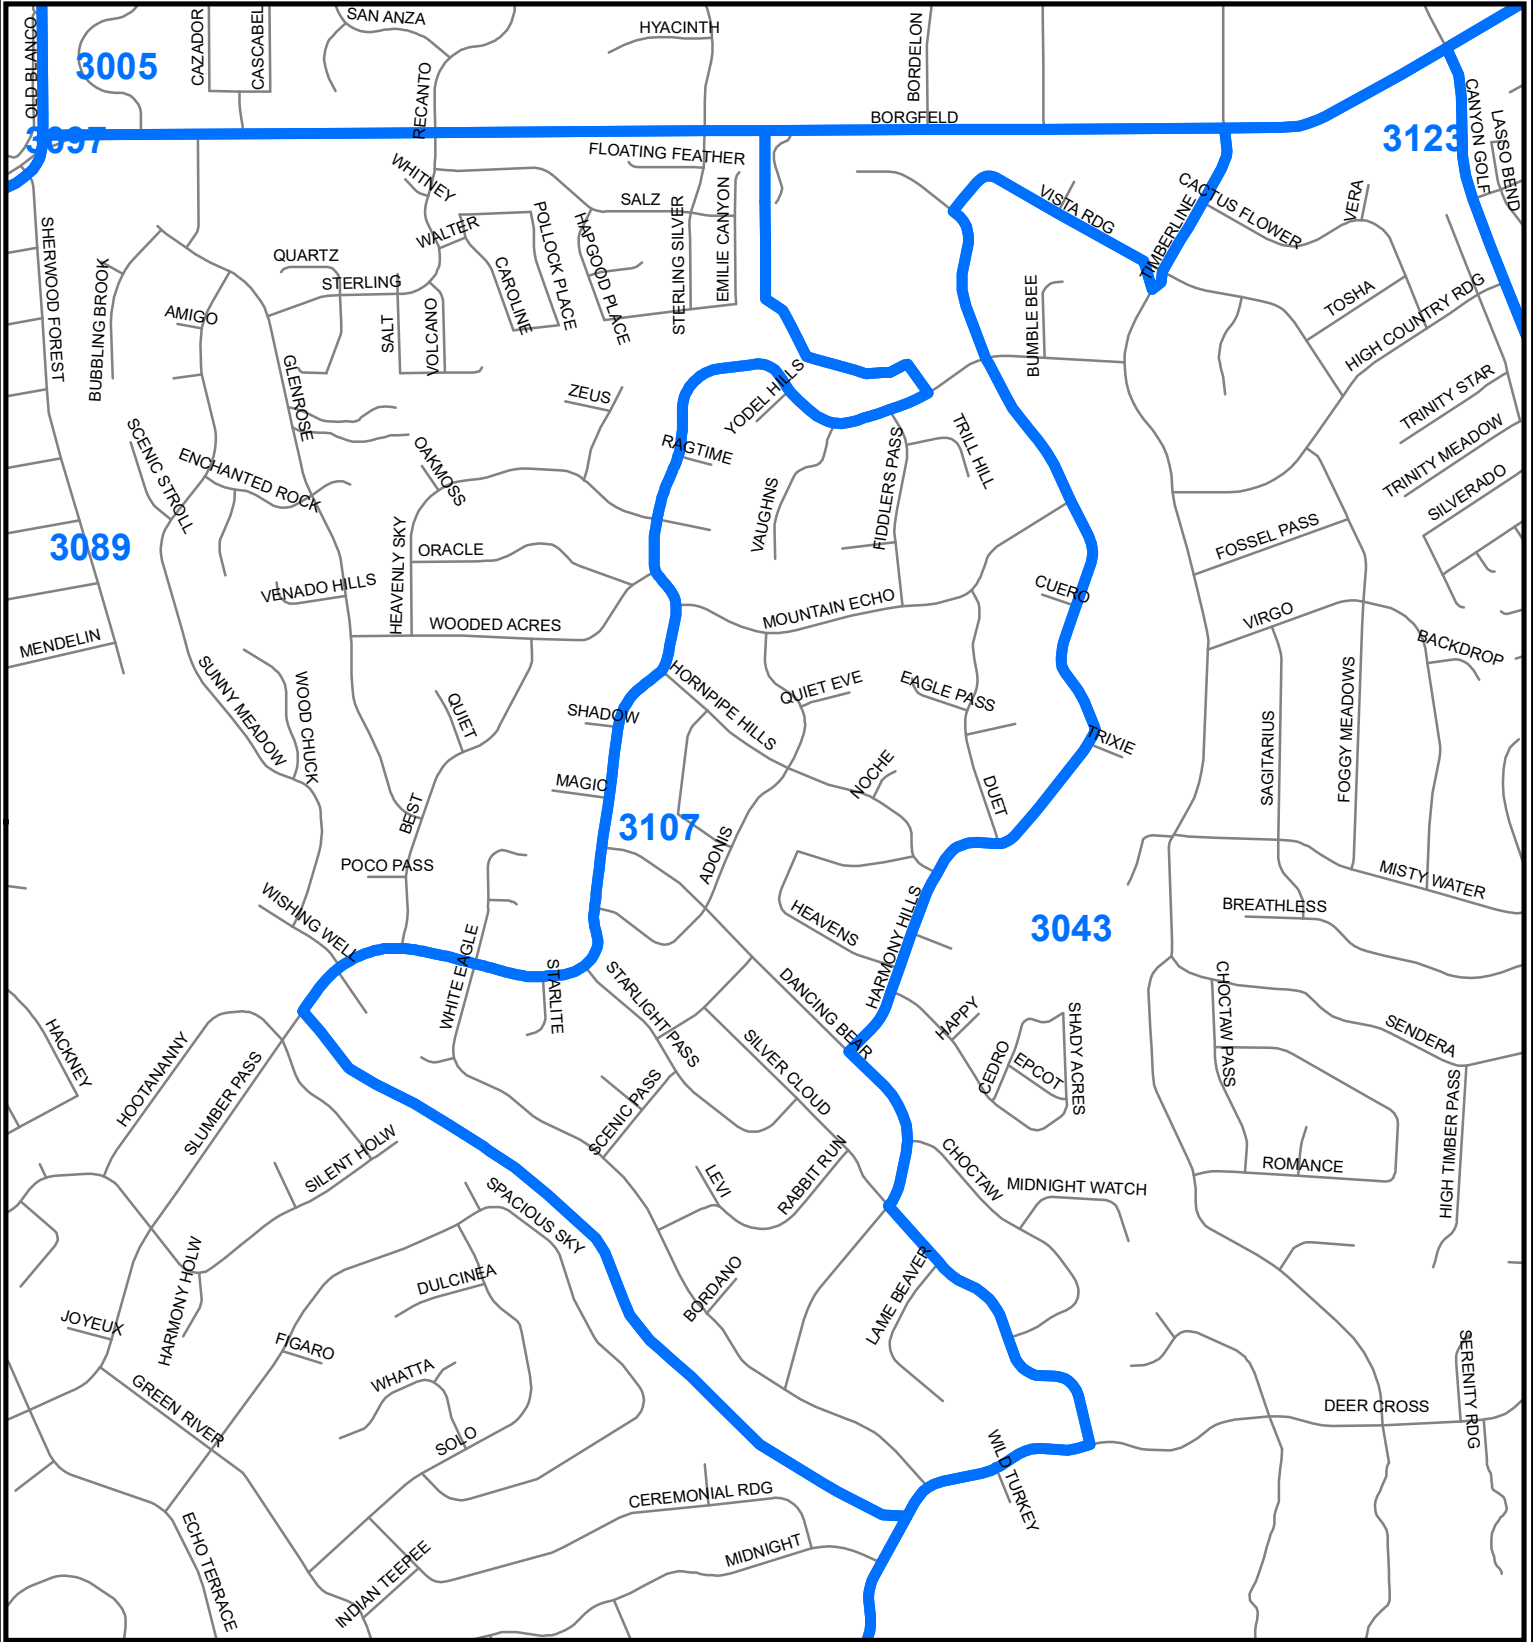 SAN ANZA
HYACINTH
OLD BLANCO
CAZADOR
CASCABEL
BORDELON
3005
RECANTO
CANYON GOLF
LASSO BEND
BORGFELD
3097
3123
FLOATING FEATHER
WHITNEY
SALZ
VISTA RDG
CACTUS FLOWER
VERA
STERLING SILVER
EMILIE CANYON
POLLOCK PLACE
HAPGOOD PLACE
WALTER
TIMBERLINE
SHERWOOD FOREST
BUBBLING BROOK
QUARTZ
STERLING
CAROLINE
BUMBLE BEE
TOSHA
HIGH COUNTRY RDG
AMIGO
SALT
VOLCANO
GLENROSE
ZEUS
YODEL HILLS
TRINITY STAR
TRINITY MEADOW
SILVERADO
SCENIC STROLL
ENCHANTED ROCK
OAKMOSS
RAGTIME
VAUGHNS
FIDDLERS PASS
TRILL HILL
3089
HEAVENLY SKY
ORACLE
FOSSEL PASS
VENADO HILLS
CUERO
WOODED ACRES
MOUNTAIN ECHO
VIRGO
MENDELIN
BACKDROP
SUNNY MEADOW
WOOD CHUCK
QUIET
HORNPIPE HILLS
QUIET EVE
EAGLE PASS
SHADOW
TRIXIE
SAGITARIUS
FOGGY MEADOWS
MAGIC
NOCHE
DUET
BEST
3107
ADONIS
POCO PASS
MISTY WATER
WISHING WELL
HEAVENS
HARMONY HILLS
3043
BREATHLESS
WHITE EAGLE
STARLITE
STARLIGHT PASS
DANCING BEAR
CHOCTAW PASS
HACKNEY
HOOTANANNY
SLUMBER PASS
SILVER CLOUD
HAPPY
CEDRO
EPCOT
SHADY ACRES
SENDERA
SCENIC PASS
HIGH TIMBER PASS
SILENT HOLW
LEVI
RABBIT RUN
CHOCTAW
MIDNIGHT WATCH
ROMANCE
SPACIOUS SKY
HARMONY HOLW
DULCINEA
BORDANO
LAME BEAVER
JOYEUX
FIGARO
WHATTA
SERENITY RDG
GREEN RIVER
SOLO
DEER CROSS
WILD TURKEY
CEREMONIAL RDG
ECHO TERRACE
INDIAN TEEPEE
MIDNIGHT